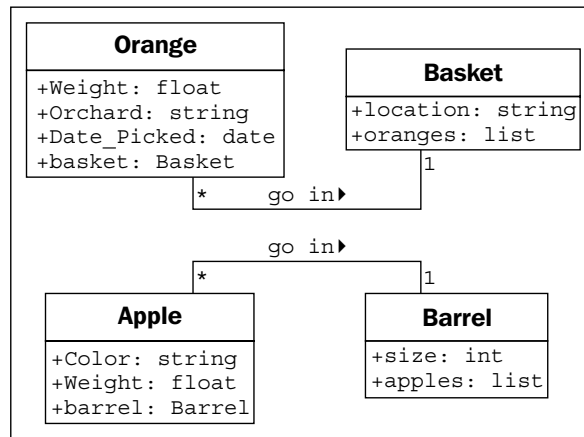 Orange
+Weight: float
+Orchard: string
+Date_Picked: date
+basket: Basket
Basket
+location: string
+oranges: list
* go in 1
go in
* 1
Apple
+Color: string
+Weight: float
+barrel: Barrel
Barrel
+size: int
+apples: list